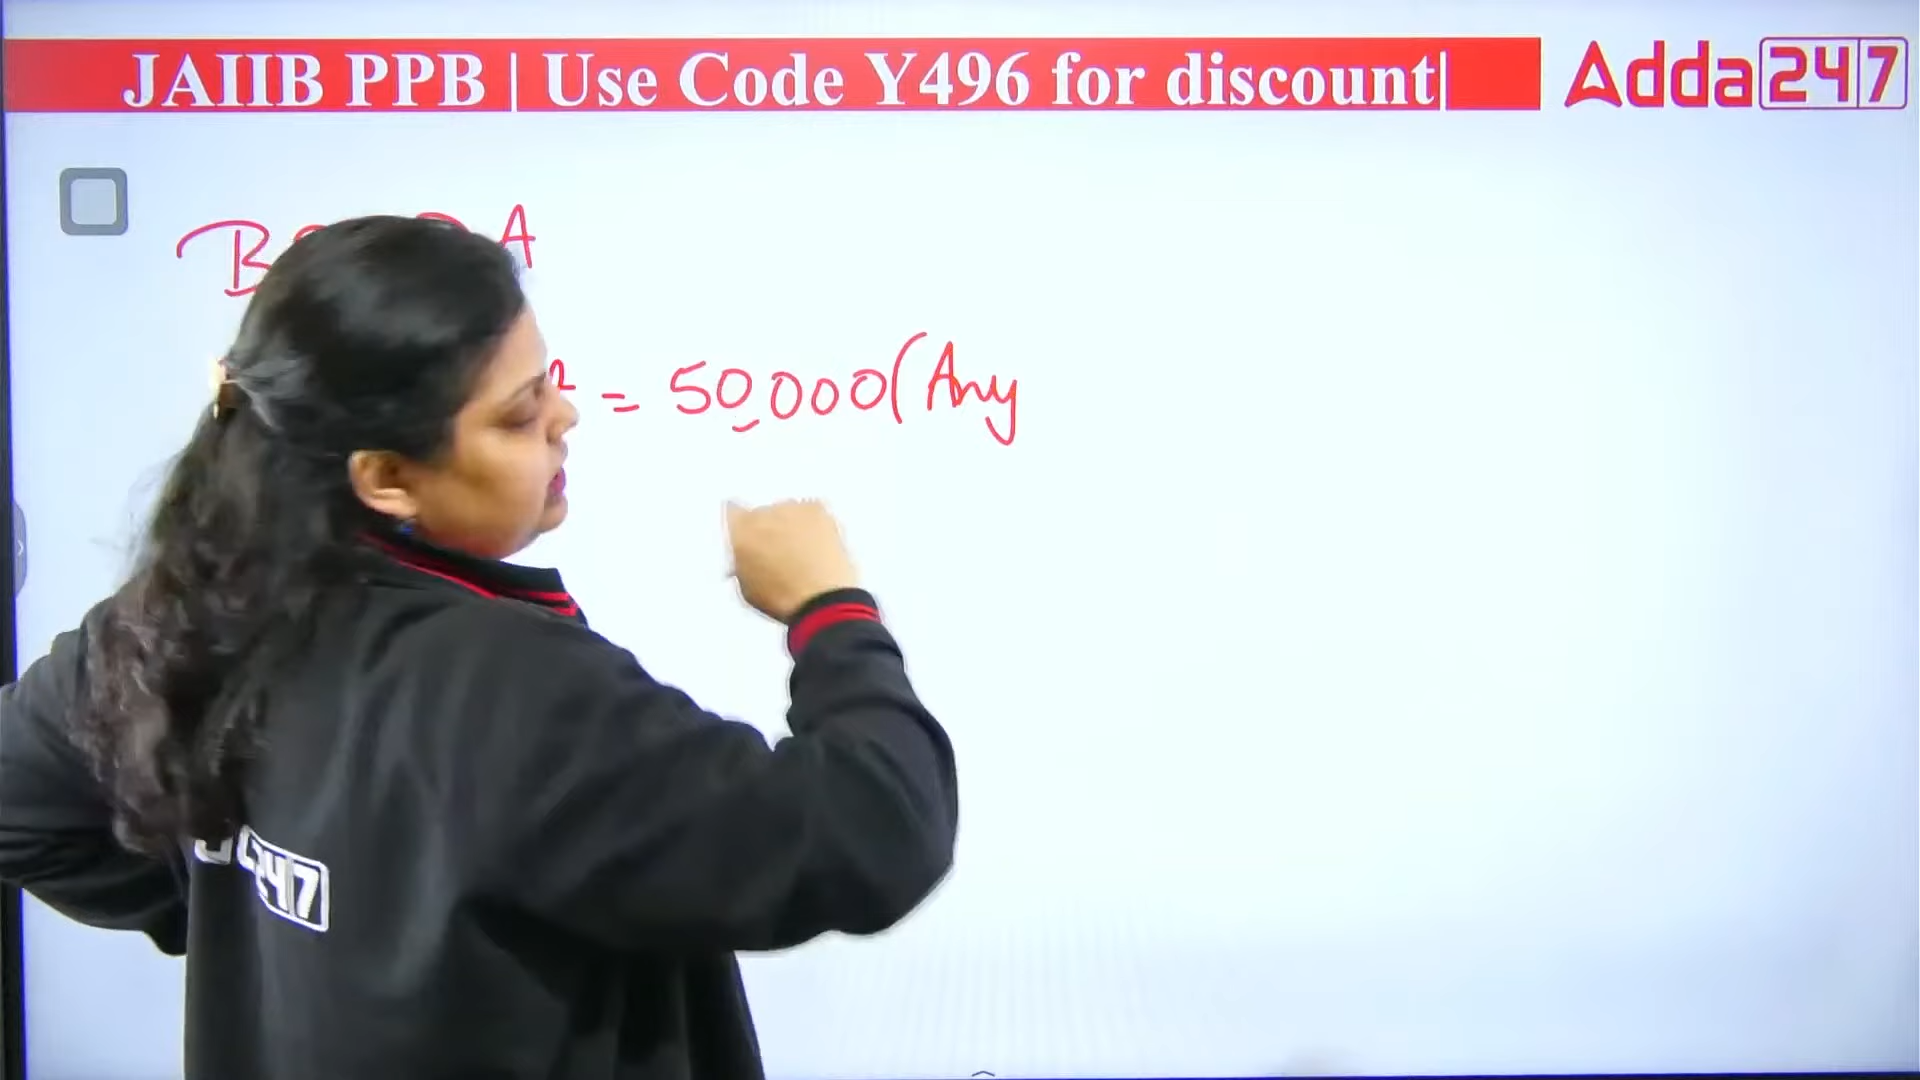 JAIIB PPB | Use Code Y496 for discount|
Adda247
= 50,000 (Any
247